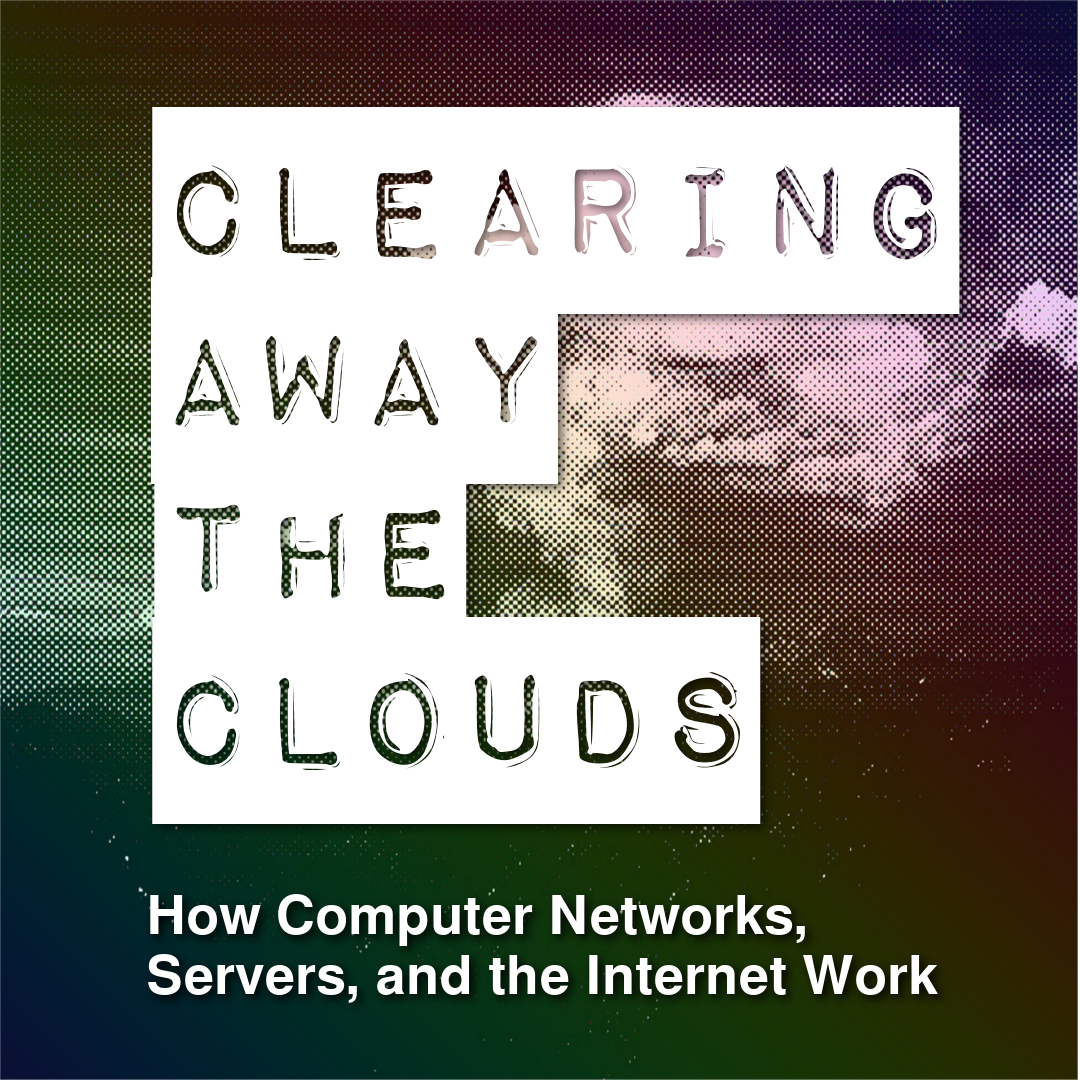 CLEARING
AWAY
THE
CLOUDS
How Computer Networks,
Servers, and the Internet Work